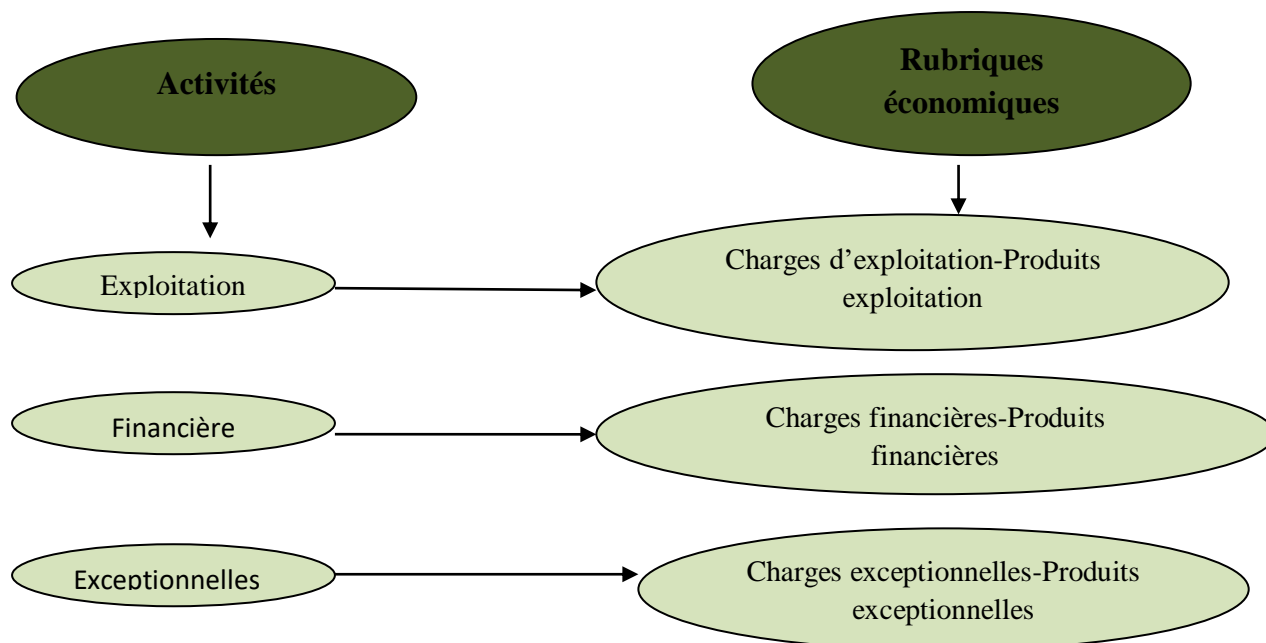 Activités
Rubriques
économiques
Exploitation
Charges d’exploitation-Produits
exploitation
Financière
Charges financières-Produits
financières
Exceptionnelles
Charges exceptionnelles-Produits
exceptionnelles